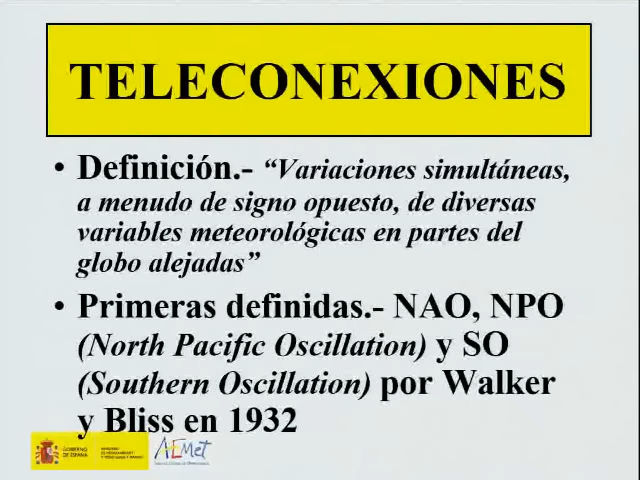 TELECONEXIONES
• Definición.- “Variaciones simultáneas,
a menudo de signo opuesto, de diversas
variables meteorológicas en partes del
globo alejadas”
• Primeras definidas.- NAO, NPO
(North Pacific Oscillation) y SO
(Southern Oscillation) por Walker
y Bliss en 1932
GOBIERNO
DE ESPAÑA
AEMet